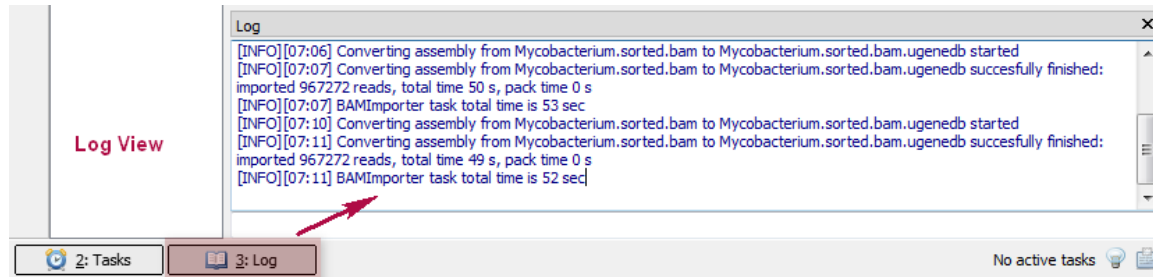 Log
[INFO][07:06] Converting assembly from Mycobacterium.sorted.bam to Mycobacterium.sorted.bam.ugenedb started
[INFO][07:07] Converting assembly from Mycobacterium.sorted.bam to Mycobacterium.sorted.bam.ugenedb succesfully finished:
imported 967272 reads, total time 50 s, pack time 0 s
[INFO][07:07] BAMImporter task total time is 53 sec
[INFO][07:10] Converting assembly from Mycobacterium.sorted.bam to Mycobacterium.sorted.bam.ugenedb started
[INFO][07:11] Converting assembly from Mycobacterium.sorted.bam to Mycobacterium.sorted.bam.ugenedb succesfully finished:
imported 967272 reads, total time 49 s, pack time 0 s
[INFO][07:11] BAMImporter task total time is 52 sec
Log View
2: Tasks
3: Log
No active tasks